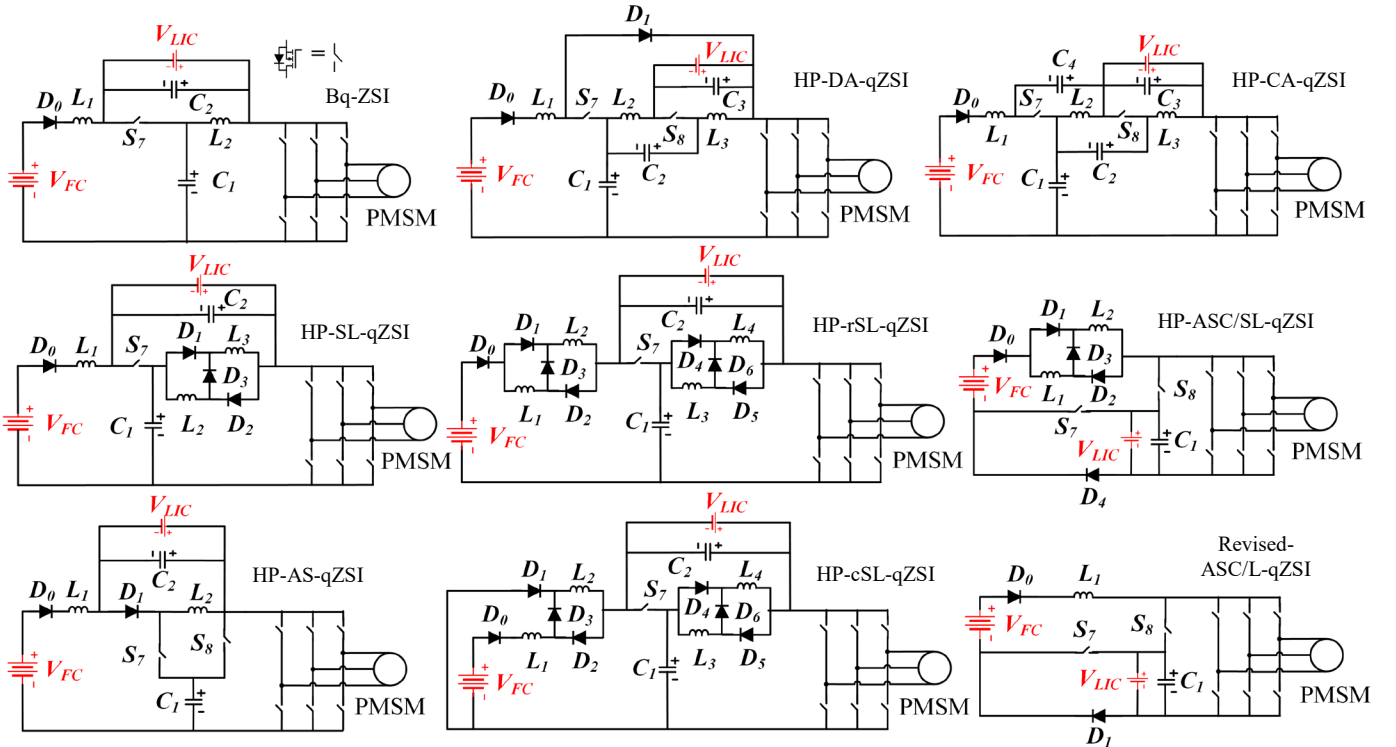 V_LIC
=
Bq-ZSI
D_0 L_1 C_2
S_7 L_2
V_FC C_1
PMSM
D_1
V_LIC
HP-DA-qZSI
D_0 L_1 S_7 L_2 C_3
S_8 L_3
V_FC C_1 C_2
PMSM
V_LIC
HP-CA-qZSI
C_4
D_0 S_7 L_2 C_3
L_1 S_8 L_3
V_FC C_1 C_2
PMSM
V_LIC
C_2
HP-SL-qZSI
D_0 L_1 S_7 D_1 L_3
D_3
L_2 D_2
V_FC C_1
PMSM
V_LIC
HP-rSL-qZSI
D_0 D_1 L_2 S_7 C_2 L_4
D_3 D_4 D_6
L_1 D_2 L_3 D_5
V_FC C_1
PMSM
HP-ASC/SL-qZSI
D_0 D_1 L_2
D_3
V_FC L_1 D_2 S_8
S_7
V_LIC C_1
PMSM
D_4
V_LIC
C_2
HP-AS-qZSI
D_0 L_1 D_1 L_2
S_7 S_8
V_FC
C_1
PMSM
V_LIC
HP-cSL-qZSI
D_1 L_2 S_7 C_2 L_4
D_0 D_3 D_4 D_6
L_1 D_2 L_3 D_5
V_FC C_1
PMSM
Revised-
ASC/L-qZSI
D_0 L_1
V_FC S_7 S_8
V_LIC C_1
PMSM
D_1